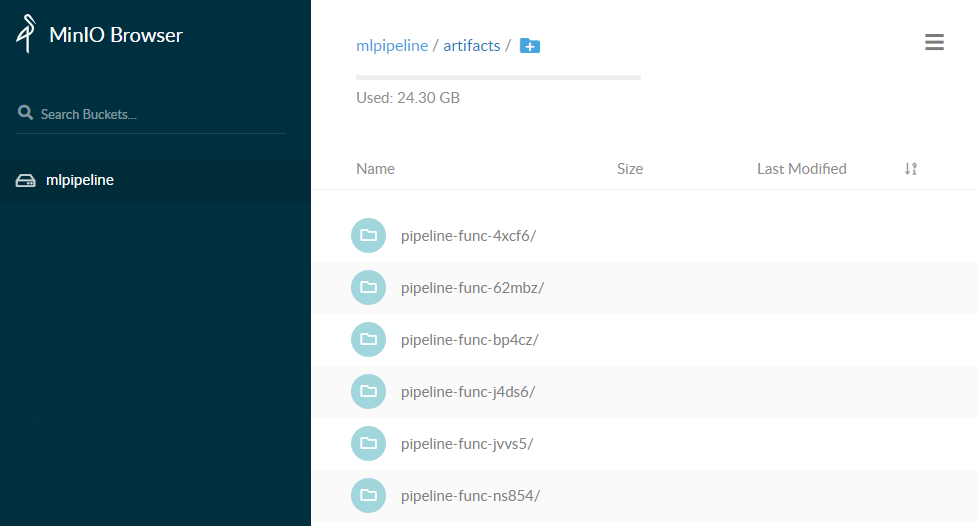 MinIO Browser
Search Buckets...
mlpipeline
mlpipeline / artifacts /
Used: 24.30 GB
Name Size Last Modified
pipeline-func-4xcf6/
pipeline-func-62mbz/
pipeline-func-bp4cz/
pipeline-func-j4ds6/
pipeline-func-jvvs5/
pipeline-func-ns854/